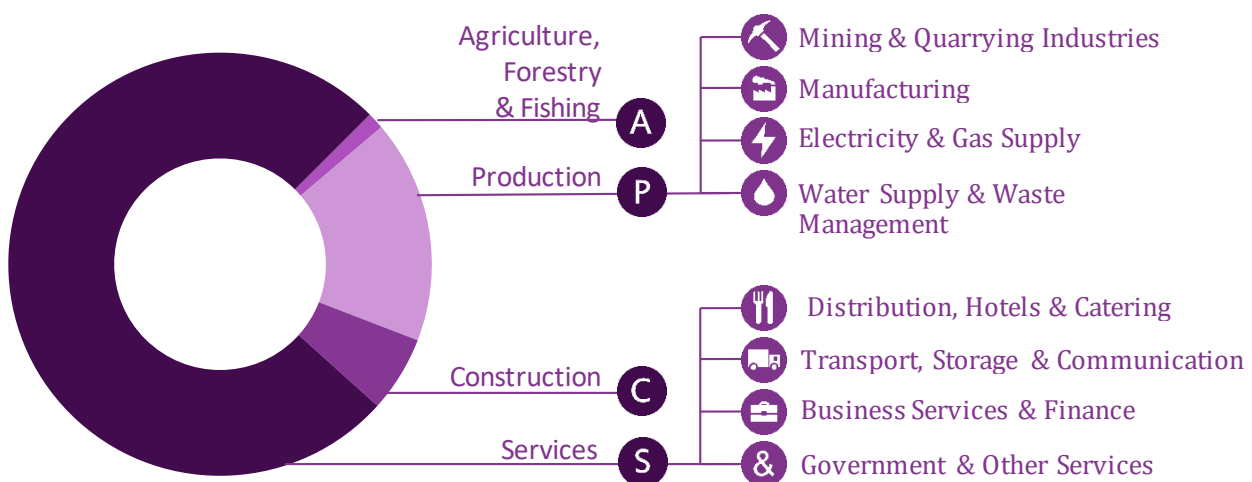 Agriculture,
Forestry
& Fishing
A
Production
P
Mining & Quarrying Industries
Manufacturing
Electricity & Gas Supply
Water Supply & Waste
Management
Construction
C
Services
S
Distribution, Hotels & Catering
Transport, Storage & Communication
Business Services & Finance
& Government & Other Services